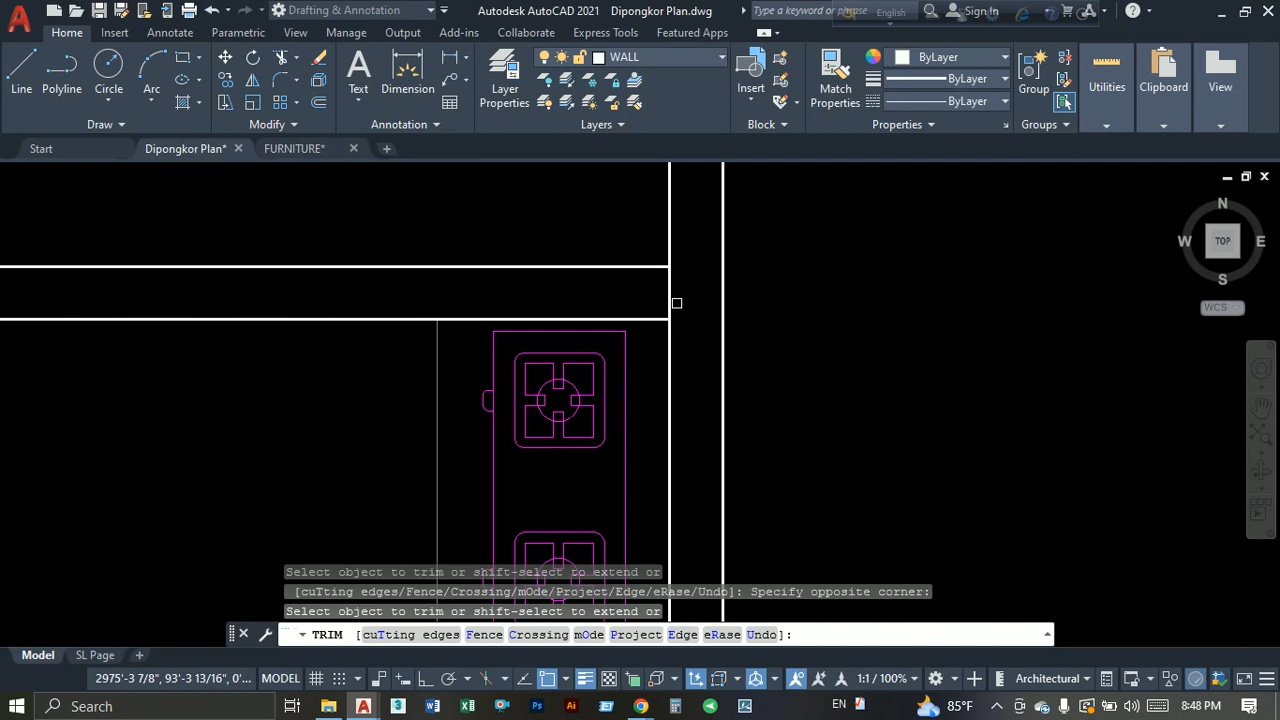 Drafting & Annotation
Autodesk AutoCAD 2021 Dipongkor Plan.dwg
Type a keyword or phrase
English
Sign In
Home Insert Annotate Parametric View Manage Output Add-ins Collaborate Express Tools Featured Apps
WALL
ByLayer
ByLayer
ByLayer
Line Polyline Circle Arc
Text Dimension
Layer Properties
Insert
Match Properties
Group
Utilities Clipboard View
Draw Modify Annotation Layers Block Properties Groups
Start Dipongkor Plan* FURNITURE*
N
W TOP E
S
WCS
Select object to trim or shift-select to extend or
[cuTting edges/Fence/Crossing/mOde/Project/Edge/eRase/Undo]: Specify opposite corner:
Select object to trim or shift-select to extend or
TRIM [cuTting edges Fence Crossing mOde Project Edge eRase Undo]:
Model SL Page
2975'-3 7/8", 93'-3 13/16", 0'... MODEL 1:1 / 100% Architectural
Search
85°F EN 8:48 PM